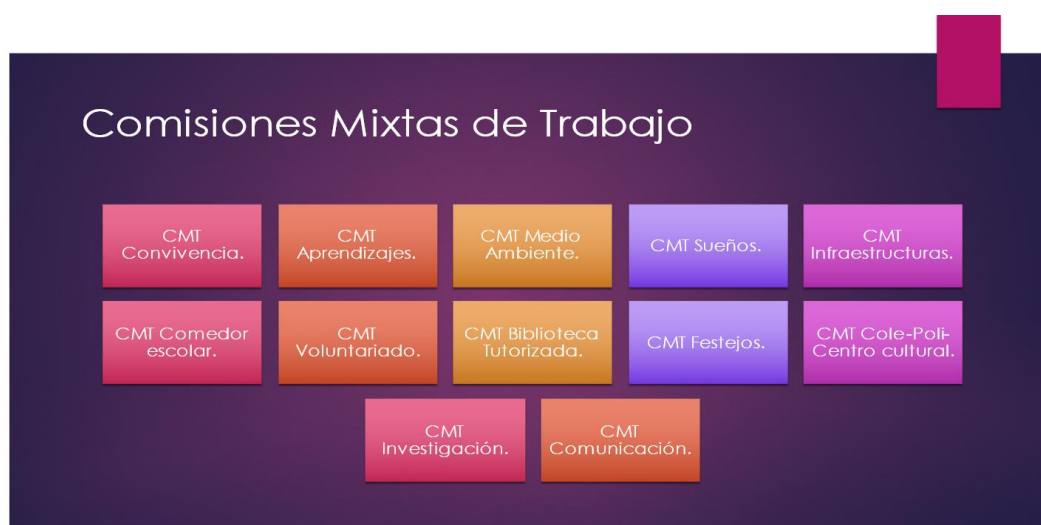 Comisiones Mixtas de Trabajo
CMT
Convivencia.
CMT
Aprendizajes.
CMT Medio
Ambiente.
CMT Sueños.
CMT
Infraestructuras.
CMT Comedor
escolar.
CMT
Voluntariado.
CMT Biblioteca
Tutorizada.
CMT Festejos.
CMT Cole-Poli-
Centro cultural.
CMT
Investigación.
CMT
Comunicación.